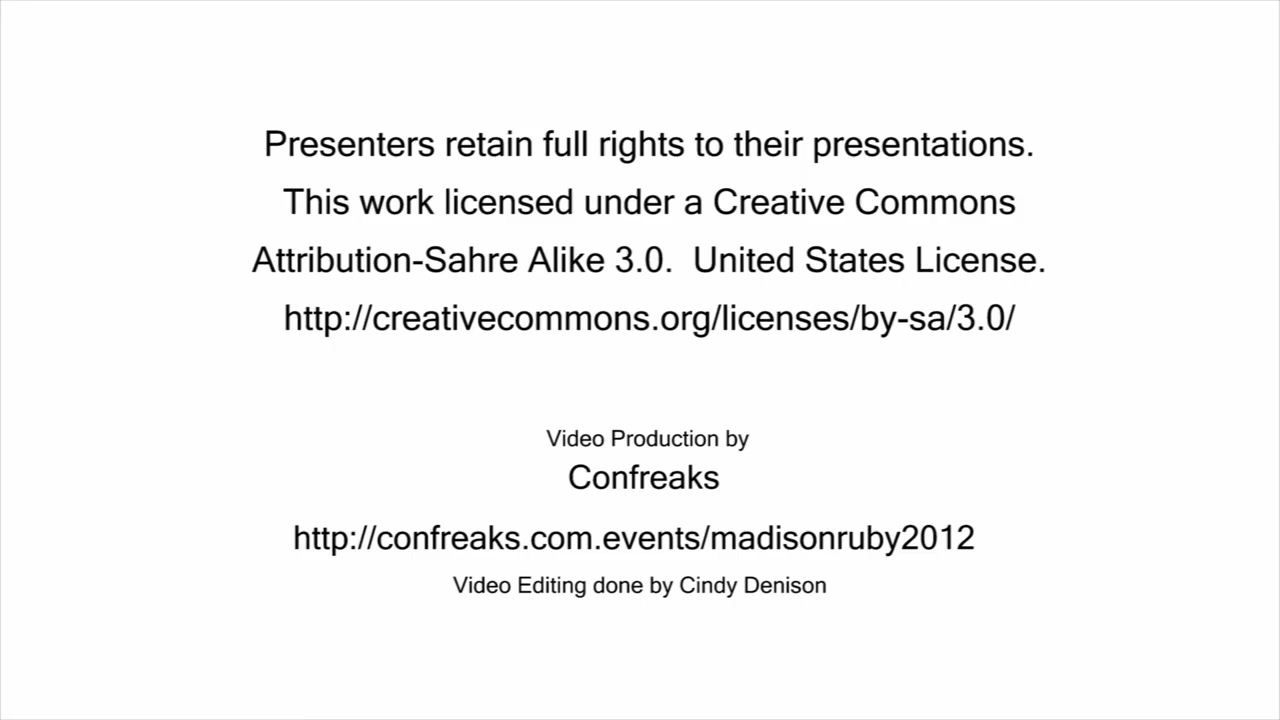 Presenters retain full rights to their presentations.
This work licensed under a Creative Commons
Attribution-Sahre Alike 3.0.  United States License.
http://creativecommons.org/licenses/by-sa/3.0/
Video Production by
Confreaks
http://confreaks.com.events/madisonruby2012
Video Editing done by Cindy Denison